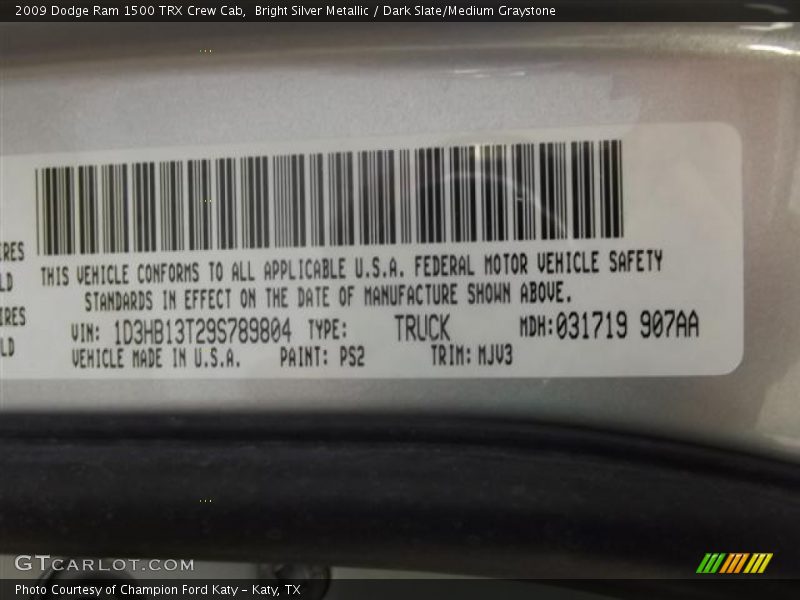 2009 Dodge Ram 1500 TRX Crew Cab,  Bright Silver Metallic / Dark Slate/Medium Graystone
IRES
LD
IRES
LD
THIS VEHICLE CONFORMS TO ALL APPLICABLE U.S.A. FEDERAL MOTOR VEHICLE SAFETY
STANDARDS IN EFFECT ON THE DATE OF MANUFACTURE SHOWN ABOVE.
VIN: 1D3HB13T29S789804 TYPE: TRUCK MDH:031719 907AA
VEHICLE MADE IN U.S.A. PAINT: PS2 TRIM: MJV3
GTCARLOT.COM
Photo Courtesy of Champion Ford Katy - Katy, TX